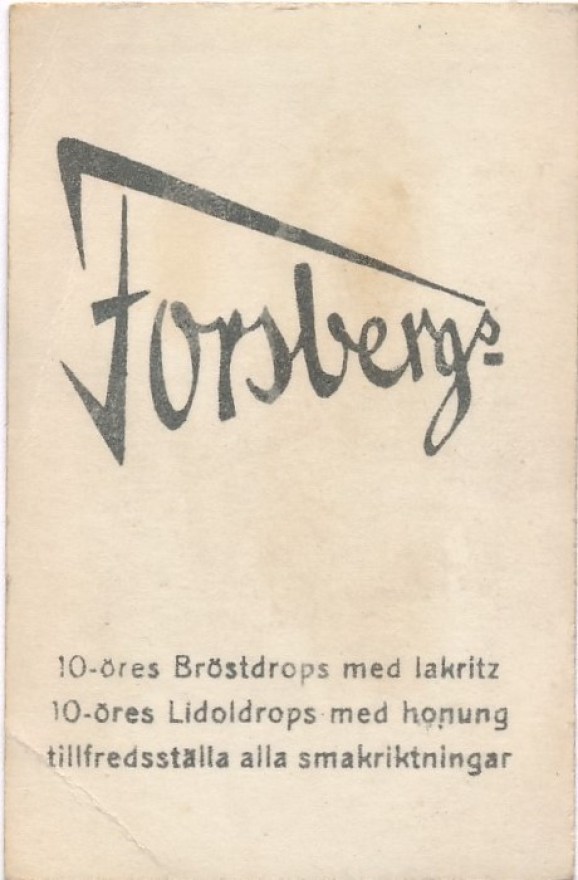 Forsbergs-
10-öres Bröstdrops med lakritz
10-öres Lidoldrops med honung
tillfredsställa alla smakriktningar